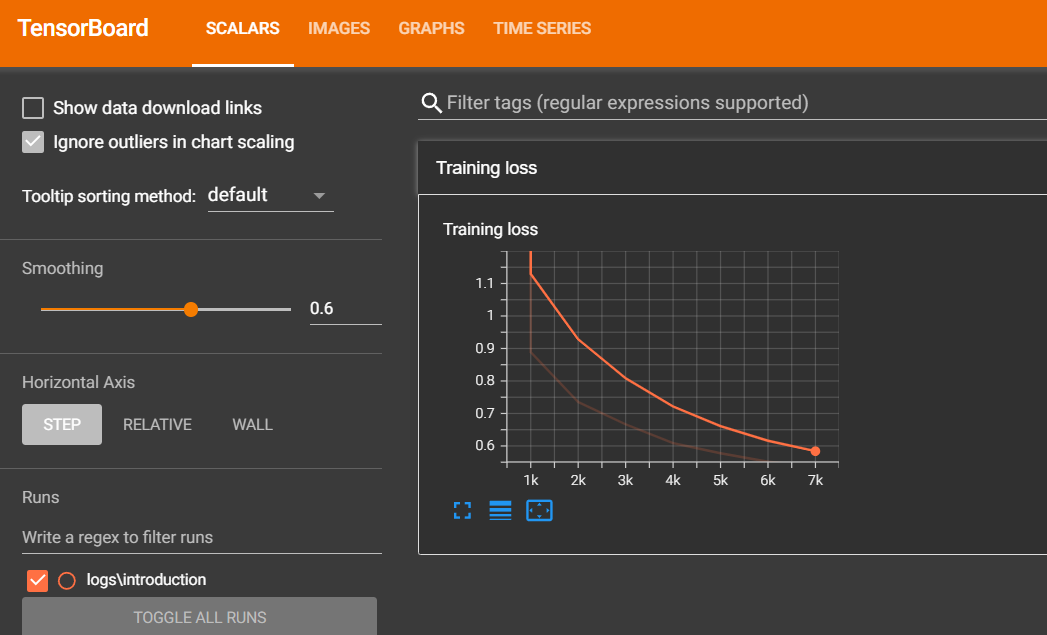 TensorBoard
SCALARS IMAGES GRAPHS TIME SERIES
Show data download links
Ignore outliers in chart scaling
Tooltip sorting method: default
Smoothing
0.6
Horizontal Axis
STEP RELATIVE WALL
Runs
Write a regex to filter runs
logs\introduction
TOGGLE ALL RUNS
Filter tags (regular expressions supported)
Training loss
Training loss
1.1
1
0.9
0.8
0.7
0.6
1k 2k 3k 4k 5k 6k 7k